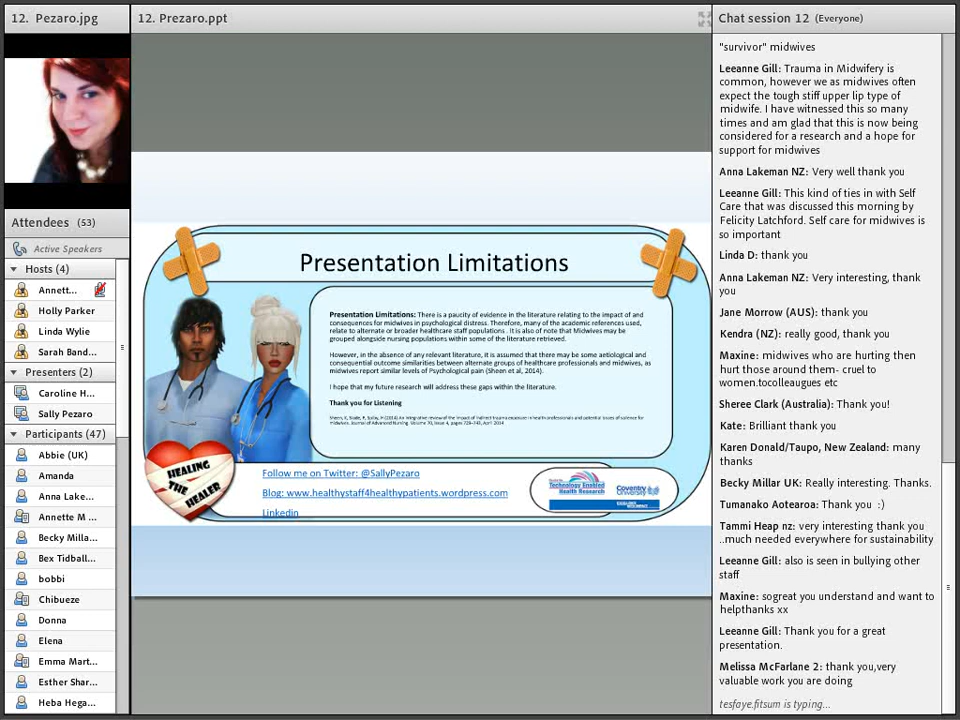 12. Pezaro.jpg
Attendees (53)
Active Speakers
Hosts (4)
Annett...
Holly Parker
Linda Wylie
Sarah Band...
Presenters (2)
Caroline H...
Sally Pezaro
Participants (47)
Abbie (UK)
Amanda
Anna Lake...
Annette M ...
Becky Milla...
Bex Tidball...
bobbi
Chibueze
Donna
Elena
Emma Mart...
Esther Shar...
Heba Hega...
12. Prezaro.ppt
Presentation Limitations
Presentation Limitations: There is a paucity of evidence in the literature relating to the impact of and
consequences for midwives in psychological distress. Therefore, many of the academic references used,
relate to alternate or broader healthcare staff populations . It is also of note that Midwives may be
grouped alongside nursing populations within some of the literature retrieved.
However, in the absence of any relevant literature, it is assumed that there may be some aetiological and
consequential outcome similarities between alternate groups of healthcare professionals and midwives, as
midwives report similar levels of Psychological pain (Sheen et al, 2014).
I hope that my future research will address these gaps within the literature.
Thank you for Listening
HEALING
THE
HEALER
Follow me on Twitter: @SallyPezaro
Blog: www.healthystaff4healthypatients.wordpress.com
Linkedin
Technology Enabled
Health Research
Coventry
University
Chat session 12 (Everyone)
"survivor" midwives
Leeanne Gill: Trauma in Midwifery is
common, however we as midwives often
expect the tough stiff upper lip type of
midwife. I have witnessed this so many
times and am glad that this is now being
considered for a research and a hope for
support for midwives
Anna Lakeman NZ: Very well thank you
Leeanne Gill: This kind of ties in with Self
Care that was discussed this morning by
Felicity Latchford. Self care for midwives is
so important
Linda D: thank you
Anna Lakeman NZ: Very interesting, thank
you
Jane Morrow (AUS): thank you
Kendra (NZ): really good, thank you
Maxine: midwives who are hurting then
hurt those around them- cruel to
women.tocolleaugues etc
Sheree Clark (Australia): Thank you!
Kate: Brilliant thank you
Karen Donald/Taupo, New Zealand: many
thanks
Becky Millar UK: Really interesting. Thanks.
Tumanako Aotearoa: Thank you :)
Tammi Heap nz: very interesting thank you
..much needed everywhere for sustainability
Leeanne Gill: also is seen in bullying other
staff
Maxine: sogreat you understand and want to
helpthanks xx
Leeanne Gill: Thank you for a great
presentation.
Melissa McFarlane 2: thank you,very
valuable work you are doing
tesfaye.fitsum is typing...